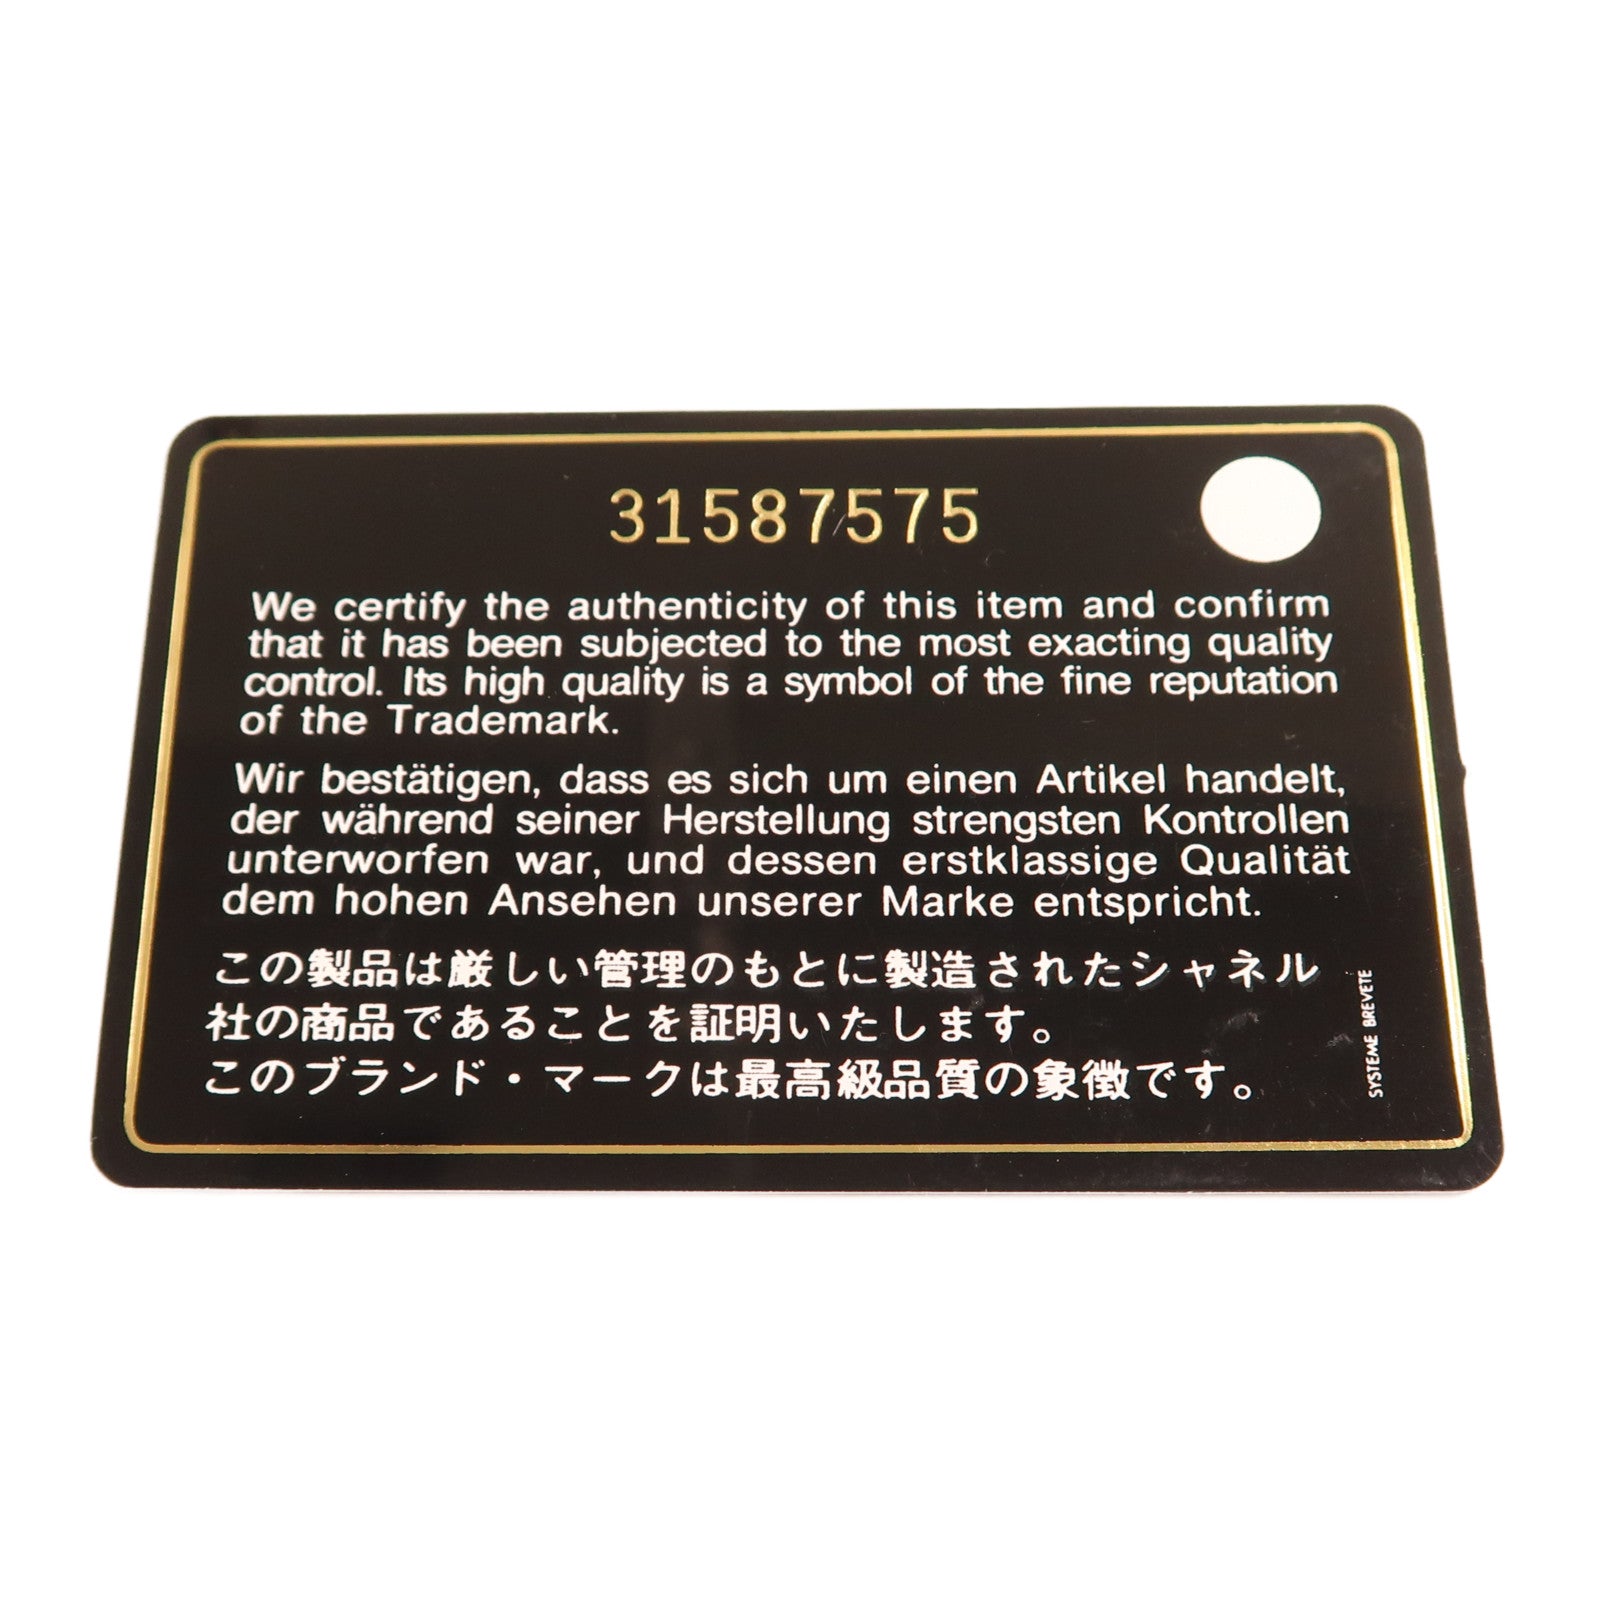 31587575
We certify the authenticity of this item and confirm
that it has been subjected to the most exacting quality
control. Its high quality is a symbol of the fine reputation
of the Trademark.
Wir bestätigen, dass es sich um einen Artikel handelt,
der während seiner Herstellung strengsten Kontrollen
unterworfen war, und dessen erstklassige Qualität
dem hohen Ansehen unserer Marke entspricht.
この製品は厳しい管理のもとに製造されたシャネル
社の商品であることを証明いたします。
このブランド・マークは最高級品質の象徴です。
SYSTEME BREVETE